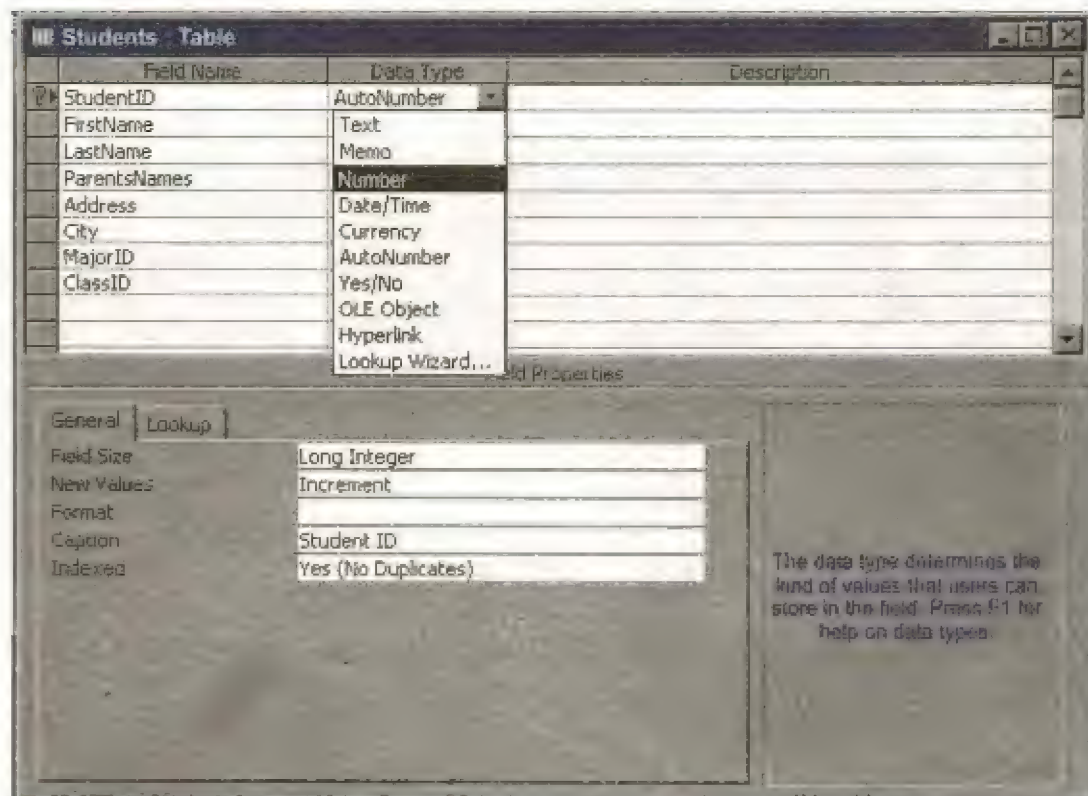 Students : Table
Field Name Data Type Description
StudentID AutoNumber
FirstName Text
LastName Memo
ParentsNames Number
Address Date/Time
City Currency
MajorID AutoNumber
ClassID Yes/No
OLE Object
Hyperlink
Lookup Wizard...
Field Properties
General Lookup
Field Size Long Integer
New Values Increment
Format
Caption Student ID
Indexed Yes (No Duplicates)
The data type determines the
kind of values that users can
store in the field. Press F1 for
help on data types.